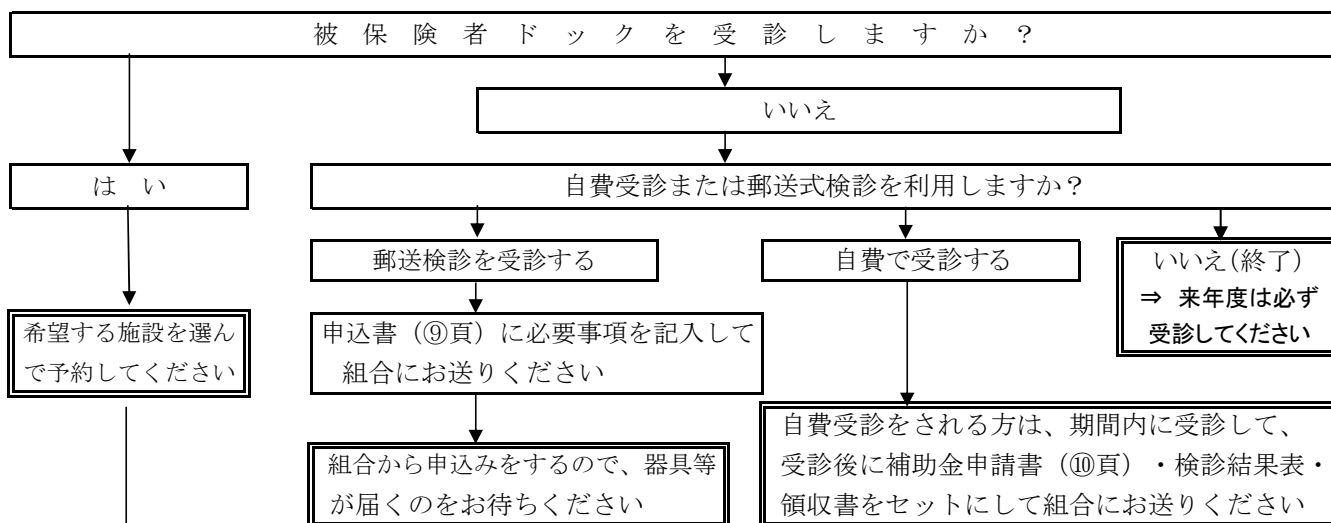 被保険者ドックを受診しますか?
いいえ
はい
自費受診または郵送式検診を利用しますか?
郵送検診を受診する
自費で受診する
いいえ(終了)
⇒ 来年度は必ず
受診してください
希望する施設を選ん
で予約してください
申込書（⑨頁）に必要事項を記入して
組合にお送りください
組合から申込みをするので、器具等
が届くのをお待ちください
自費受診をされる方は、期間内に受診して、
受診後に補助金申請書（⑩頁）・検診結果表・
領収書をセットにして組合にお送りください